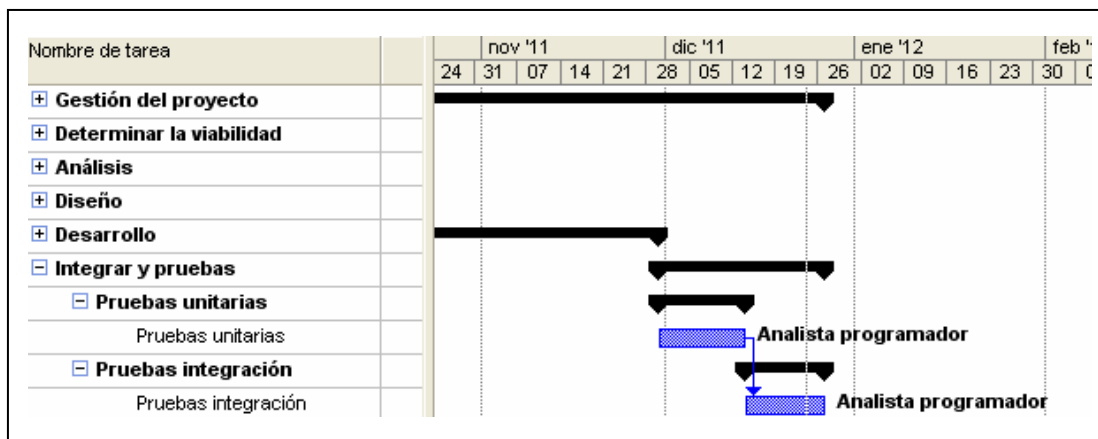 Nombre de tarea
nov '11 dic '11 ene '12 feb '
24 31 07 14 21 28 05 12 19 26 02 09 16 23 30
Gestión del proyecto
Determinar la viabilidad
Análisis
Diseño
Desarrollo
Integrar y pruebas
Pruebas unitarias
Pruebas unitarias Analista programador
Pruebas integración
Pruebas integración Analista programador